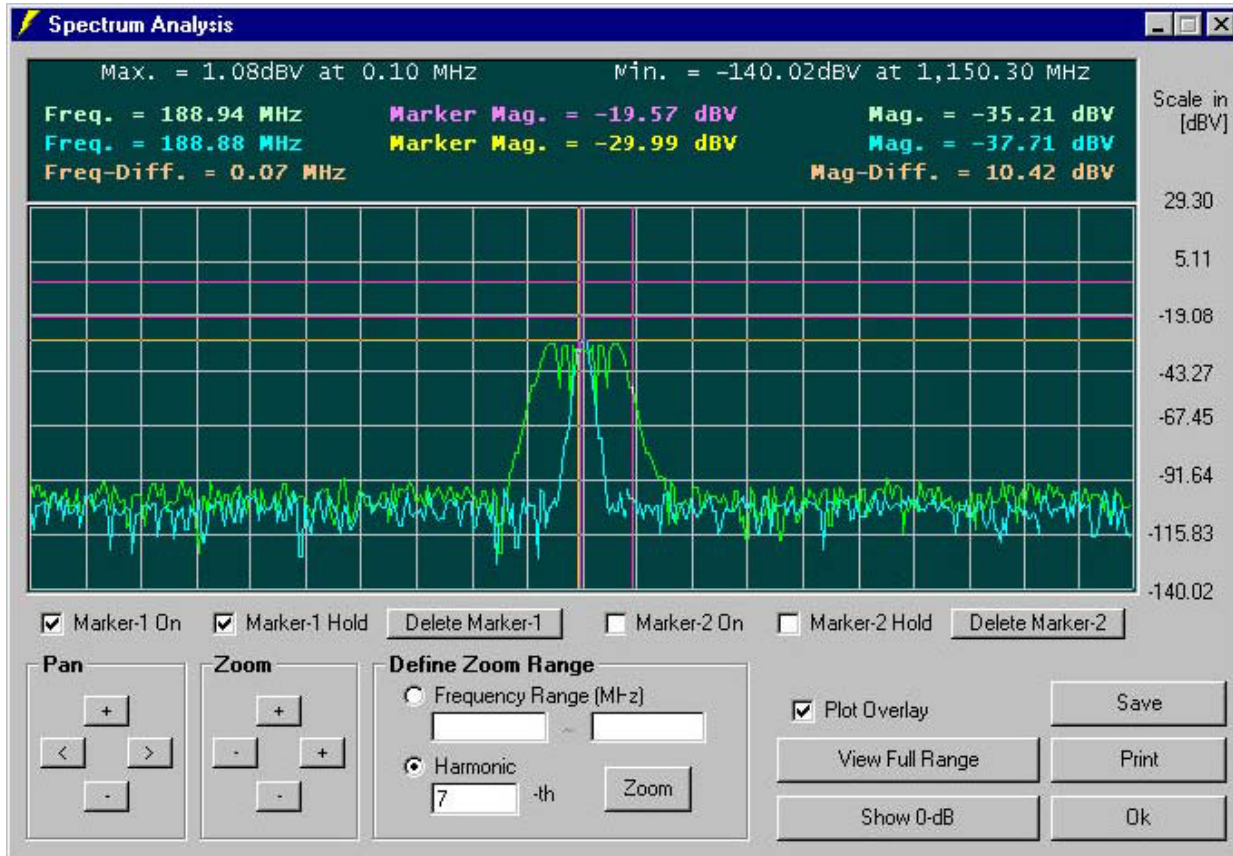 Spectrum Analysis
Max. = 1.08dBV at 0.10 MHz Min. = -140.02dBV at 1,150.30 MHz
Freq. = 188.94 MHz Marker Mag. = -19.57 dBV Mag. = -35.21 dBV
Freq. = 188.88 MHz Marker Mag. = -29.99 dBV Mag. = -37.71 dBV
Freq-Diff. = 0.07 MHz Mag-Diff. = 10.42 dBV
Scale in
[dBV]
29.30
5.11
-19.08
-43.27
-67.45
-91.64
-115.83
-140.02
Marker-1 On Marker-1 Hold Delete Marker-1 Marker-2 On Marker-2 Hold Delete Marker-2
Pan
+
< >
-
Zoom
+
- +
-
Define Zoom Range
Frequency Range (MHz)
~
Harmonic
7 -th Zoom
Plot Overlay Save
View Full Range Print
Show 0-dB Ok